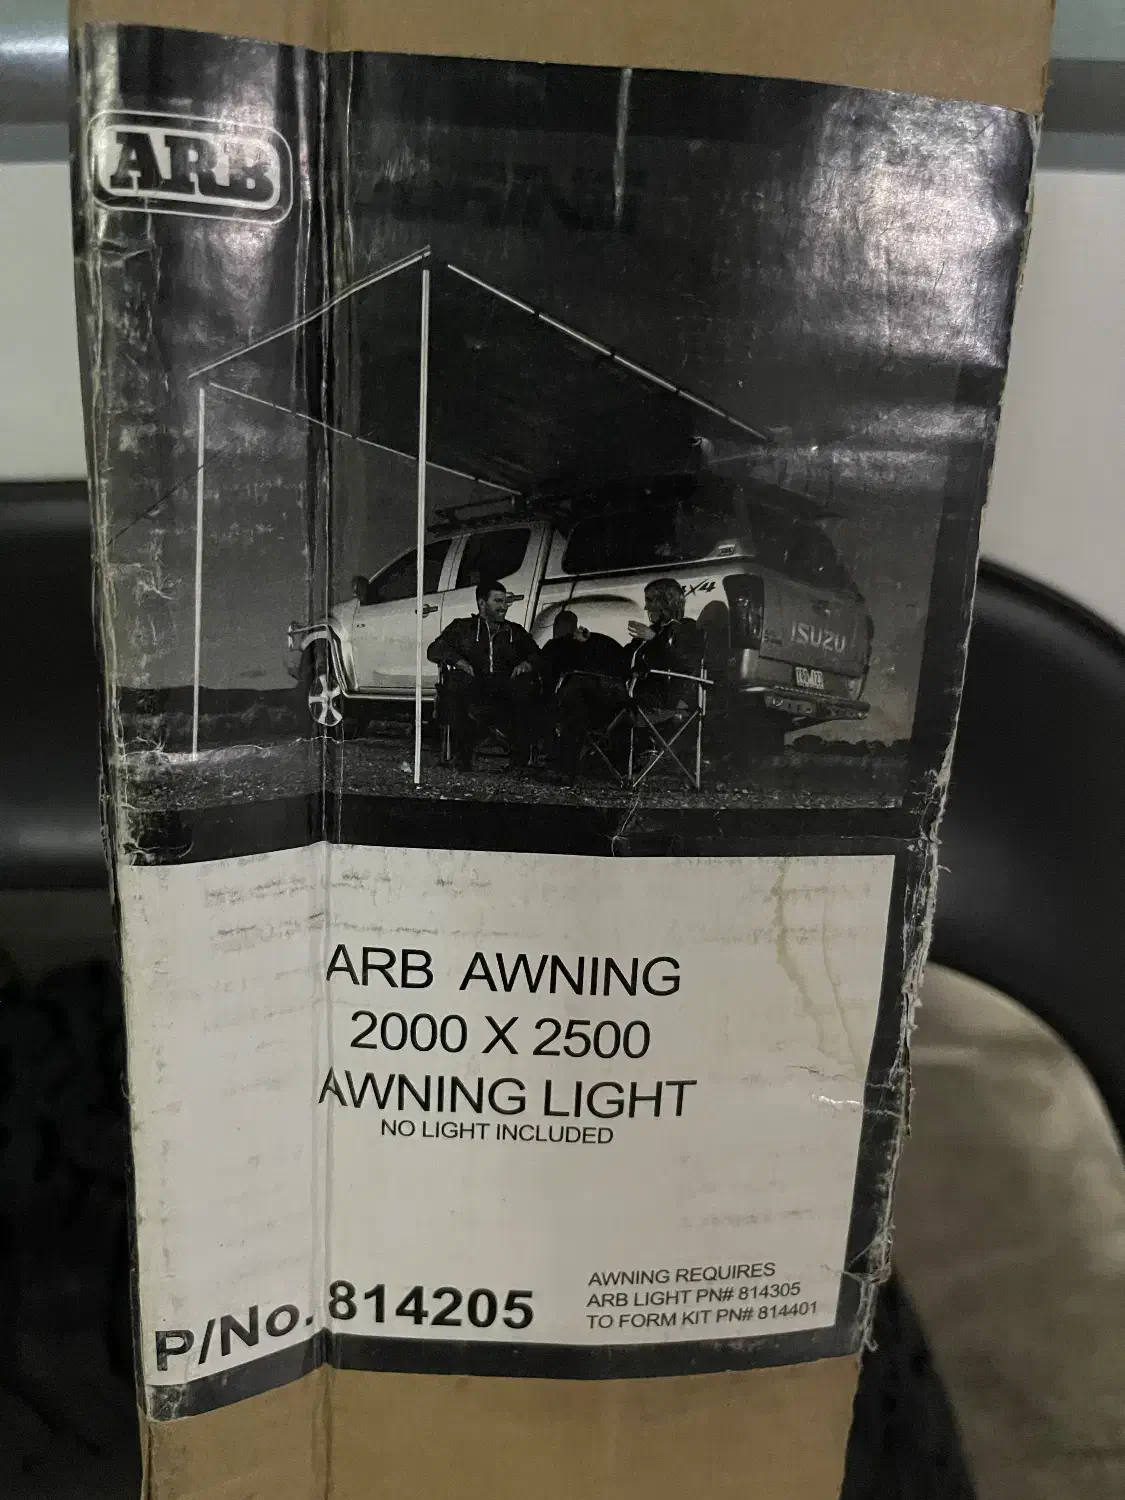 ARB
4X4
ISUZU
ARB AWNING
2000 X 2500
AWNING LIGHT
NO LIGHT INCLUDED
P/No. 814205
AWNING REQUIRES
ARB LIGHT PN# 814305
TO FORM KIT PN# 814401